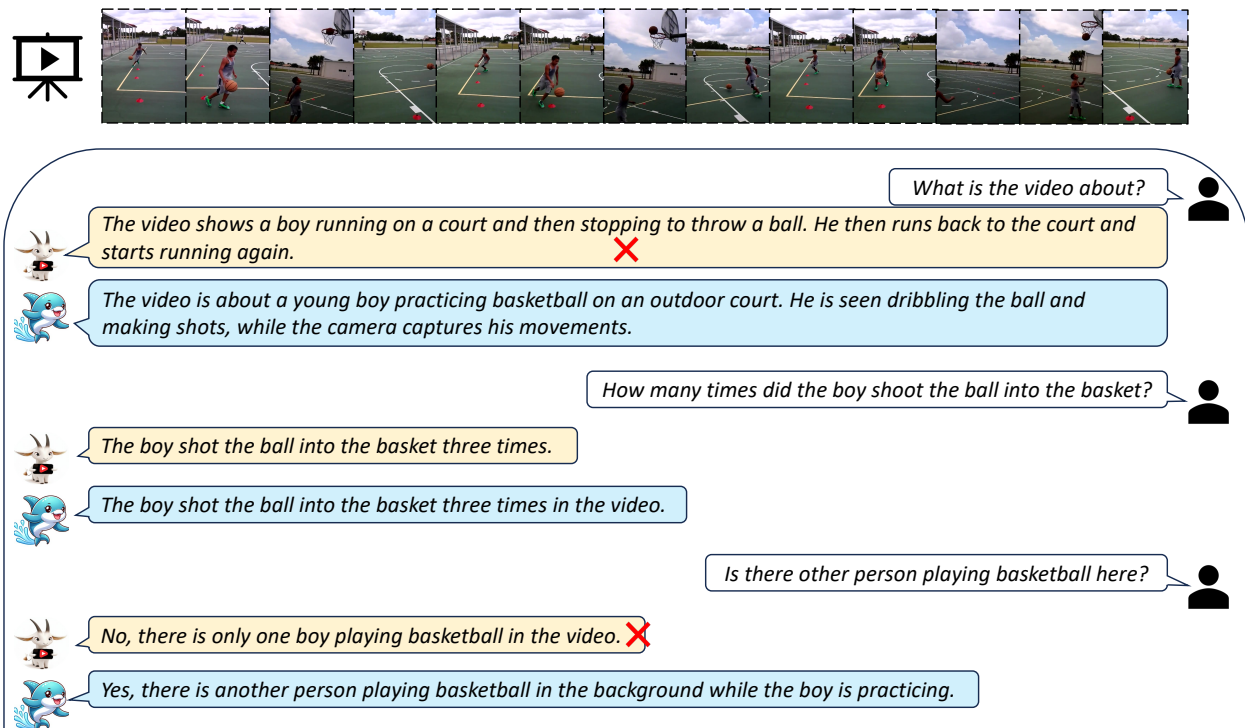 What is the video about?
The video shows a boy running on a court and then stopping to throw a ball. He then runs back to the court and
starts running again.
The video is about a young boy practicing basketball on an outdoor court. He is seen dribbling the ball and
making shots, while the camera captures his movements.
How many times did the boy shoot the ball into the basket?
The boy shot the ball into the basket three times.
The boy shot the ball into the basket three times in the video.
Is there other person playing basketball here?
No, there is only one boy playing basketball in the video.
Yes, there is another person playing basketball in the background while the boy is practicing.